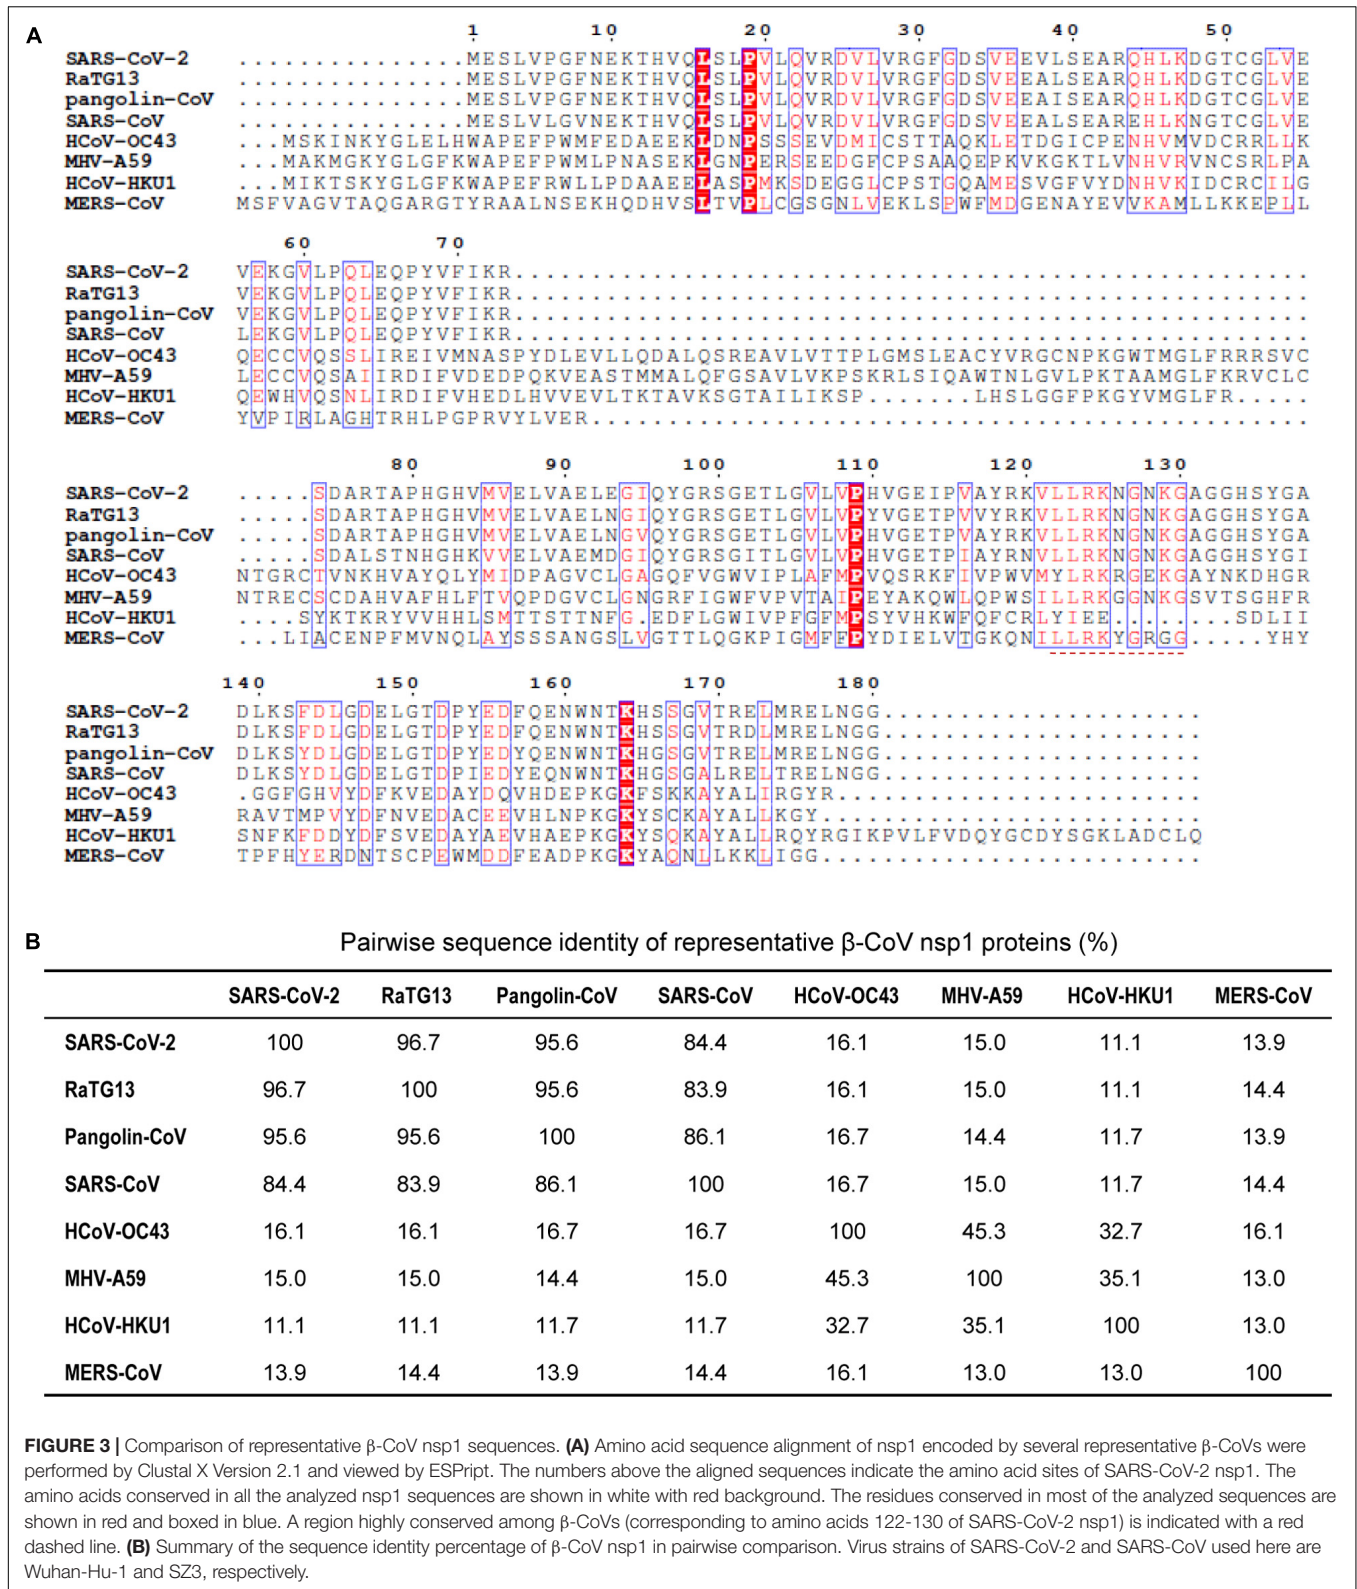 A
1 10 20 30 40 50
SARS-CoV-2 ...............MESLVPGFNEKTHVQLSLPVLQVRDVLVRGFGDSVEEVLSEARQHLKDGTCGLVE
RaTG13 ...............MESLVPGFNEKTHVQLSLPVLQVRDVLVRGFGDSVEEALSEARQHLKDGTCGLVE
pangolin-CoV ...............MESLVPGFNEKTHVQLSLPVLQVRDVLVRGFGDSVEEAISEARQHLKDGTCGLVE
SARS-CoV ...............MESLVLGVNEKTHVQLSLPVLQVRDVLVRGFGDSVEEALSEAREHLKNGTCGLVE
HCoV-OC43 ...MSKINKYGLELHWAPEFPWMFEDAEEKLDNPSSSEVDMICSTTAQKLETDGICPENHVMVDCRRLLK
MHV-A59 ...MAKMGKYGLGFKWAPEFPWMLPNASEKLGNPERSEEDGFCPSAAQEPKVKGKTLVNHVRVNCSRLPA
HCoV-HKU1 ...MIKTSKYGLGFKWAPEFRWLLPDAAEELASPMKSDEGGLCPSTGQAMESVGFVYDNHVKIDCRCILG
MERS-CoV MSFVAGVTAQGARGTYRAALNSEKHQDHVSLTVPLCGSGNLVEKLSPWFMDGENAYEVVKAMLLKKEPLL
60 70
SARS-CoV-2 VEKGVLPQLEQPYVFIKR....................................................
RaTG13 VEKGVLPQLEQPYVFIKR....................................................
pangolin-CoV VEKGVLPQLEQPYVFIKR....................................................
SARS-CoV LEKGVLPQLEQPYVFIKR....................................................
HCoV-OC43 QECCVQSSLIREIVMNASPYDLEVLLQDALQSREAVLVTTPLGMSLEACYVRGCNPKGWTMGLFRRRSVC
MHV-A59 LECCVQSAIIRDIFVDEDPQKVEASTMMALQFGSAVLVKPSKRLSIQAWTNLGVLPKTAAMGLFKRVCLC
HCoV-HKU1 QEWHVQSNLIRDIFVHEDLHVVEVLTKTAVKSGTAILIKSP.......LHSLGGFPKGYVMGLFR.....
MERS-CoV YVPIRLAGHTRHLPGPRVYLVER...............................................
80 90 100 110 120 130
SARS-CoV-2 .....SDARTAPHGHVMVELVAELEGIQYGRSGETLGVLVPHVGEIPVAYRKVLLRKNGNKGAGGHSYGA
RaTG13 .....SDARTAPHGHVMVELVAELNGIQYGRSGETLGVLVPYVGETPVVYRKVLLRKNGNKGAGGHSYGA
pangolin-CoV .....SDARTAPHGHVMVELVAELNGVQYGRSGETLGVLVPHVGETPVAYRKVLLRKNGNKGAGGHSYGA
SARS-CoV .....SDALSTNHGHKVVELVAEMDGIQYGRSGITLGVLVPHVGETPIAYRNVLLRKNGNKGAGGHSYGI
HCoV-OC43 NTGRCTVNKHVAYQLYMIDPAGVCLGAGQFVGWVIPLAFMPVQSRKFIVPWVMYLRKRGEKGAYNKDHGR
MHV-A59 NTRECSCDAHVAFHLFTVQPDGVCLGNGRFIGWFVPVTAIPEYAKQWLQPWSILLRKGGNKGSVTSGHFR
HCoV-HKU1 ....SYKTKRYVVHHLSMTTSTTNFG.EDFLGWIVPFGFMPSYVHKWFQFCRLYIEE........SDLII
MERS-CoV ...LIACENPFMVNQLAYSSSANGSLVGTTLQGKPIGMFFPYDIELVTGKQNILLRKYGRGG.....YHY
140 150 160 170 180
SARS-CoV-2 DLKSFDLGDELGTDPYEDFQENWNTKHSSGVTRELMRELNGG.....................
RaTG13 DLKSFDLGDELGTDPYEDFQENWNTKHSSGVTRDLMRELNGG.....................
pangolin-CoV DLKSYDLGDELGTDPYEDYQENWNTKHGSGVTRELMRELNGG.....................
SARS-CoV DLKSYDLGDELGTDPIEDYEQNWNTKHGSGALRELTRELNGG.....................
HCoV-OC43 .GGFGHVYDFKVEDAYDQVHDEPKGKFSKKAYALIRGYR........................
MHV-A59 RAVTMPVYDFNVEDACEEVHLNPKGKYSCKAYALLKGY.........................
HCoV-HKU1 SNFKFDDYDFSVEDAYAEVHAEPKGKYSQKAYALLRQYRGIKPVLFVDQYGCDYSGKLADCLQ
MERS-CoV TPFHYERDNTSCPEWMDDFEADPKGKYAQNLLKKLIGG.........................
B
Pairwise sequence identity of representative β-CoV nsp1 proteins (%)
SARS-CoV-2 RaTG13 Pangolin-CoV SARS-CoV HCoV-OC43 MHV-A59 HCoV-HKU1 MERS-CoV
SARS-CoV-2 100 96.7 95.6 84.4 16.1 15.0 11.1 13.9
RaTG13 96.7 100 95.6 83.9 16.1 15.0 11.1 14.4
Pangolin-CoV 95.6 95.6 100 86.1 16.7 14.4 11.7 13.9
SARS-CoV 84.4 83.9 86.1 100 16.7 15.0 11.7 14.4
HCoV-OC43 16.1 16.1 16.7 16.7 100 45.3 32.7 16.1
MHV-A59 15.0 15.0 14.4 15.0 45.3 100 35.1 13.0
HCoV-HKU1 11.1 11.1 11.7 11.7 32.7 35.1 100 13.0
MERS-CoV 13.9 14.4 13.9 14.4 16.1 13.0 13.0 100
FIGURE 3 | Comparison of representative β-CoV nsp1 sequences. (A) Amino acid sequence alignment of nsp1 encoded by several representative β-CoVs were
performed by Clustal X Version 2.1 and viewed by ESPript. The numbers above the aligned sequences indicate the amino acid sites of SARS-CoV-2 nsp1. The
amino acids conserved in all the analyzed nsp1 sequences are shown in white with red background. The residues conserved in most of the analyzed sequences are
shown in red and boxed in blue. A region highly conserved among β-CoVs (corresponding to amino acids 122-130 of SARS-CoV-2 nsp1) is indicated with a red
dashed line. (B) Summary of the sequence identity percentage of β-CoV nsp1 in pairwise comparison. Virus strains of SARS-CoV-2 and SARS-CoV used here are
Wuhan-Hu-1 and SZ3, respectively.